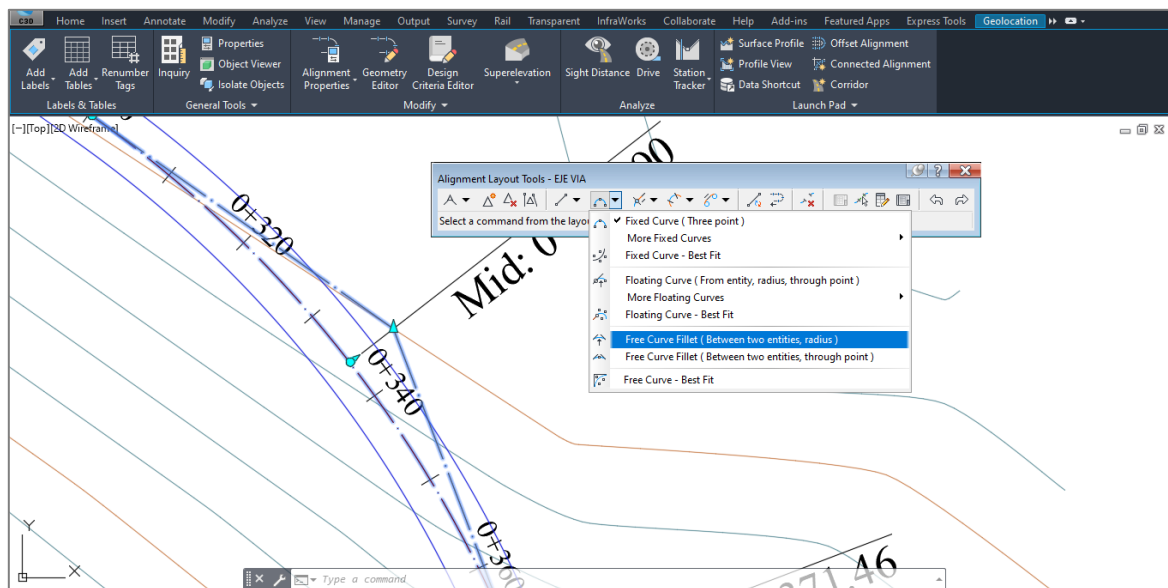 C3D Home Insert Annotate Modify Analyze View Manage Output Survey Rail Transparent InfraWorks Collaborate Help Add-ins Featured Apps Express Tools Geolocation
Add Labels
Add Tables
Renumber Tags
Labels & Tables
Inquiry
Properties
Object Viewer
Isolate Objects
General Tools
Alignment Properties
Geometry Editor
Design Criteria Editor
Superelevation
Modify
Sight Distance
Drive
Station Tracker
Analyze
Surface Profile
Offset Alignment
Profile View
Connected Alignment
Data Shortcut
Corridor
Launch Pad
[−][Top][2D Wireframe]
Alignment Layout Tools - EJE VIA
Select a command from the layou
Fixed Curve ( Three point )
More Fixed Curves
Fixed Curve - Best Fit
Floating Curve ( From entity, radius, through point )
More Floating Curves
Floating Curve - Best Fit
Free Curve Fillet ( Between two entities, radius )
Free Curve Fillet ( Between two entities, through point )
Free Curve - Best Fit
0+320
Mid: 0
0+340
0+360
371.46
Y
X
Type a command